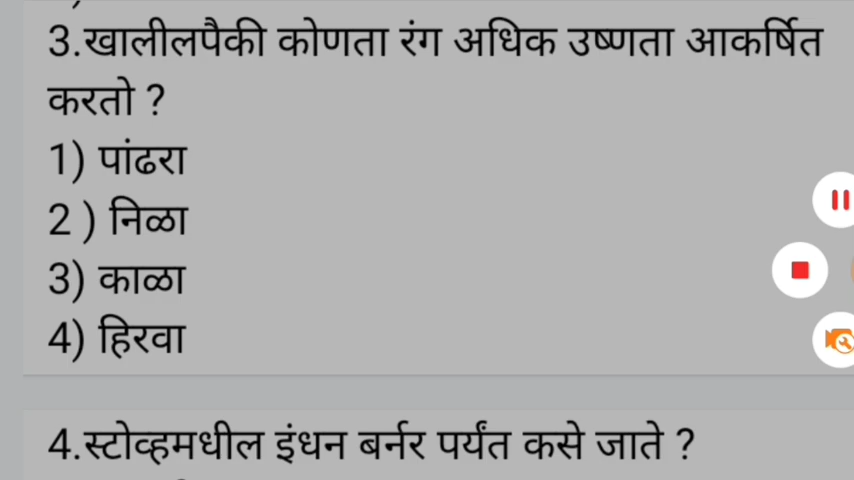 3.खालीलपैकी कोणता रंग अधिक उष्णता आकर्षित
करतो ?
1) पांढरा
2 ) निळा
3) काळा
4) हिरवा
4.स्टोव्हमधील इंधन बर्नर पर्यंत कसे जाते ?